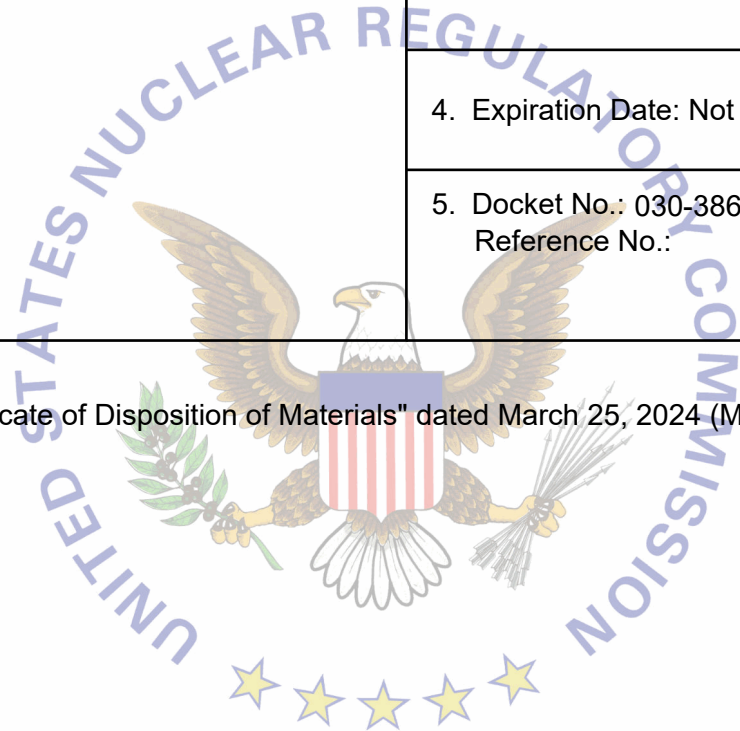 UNITED STATES NUCLEAR REGULATORY COMMISSION
4. Expiration Date: Not
5. Docket No.: 030-386
Reference No.:
cate of Disposition of Materials" dated March 25, 2024 (M